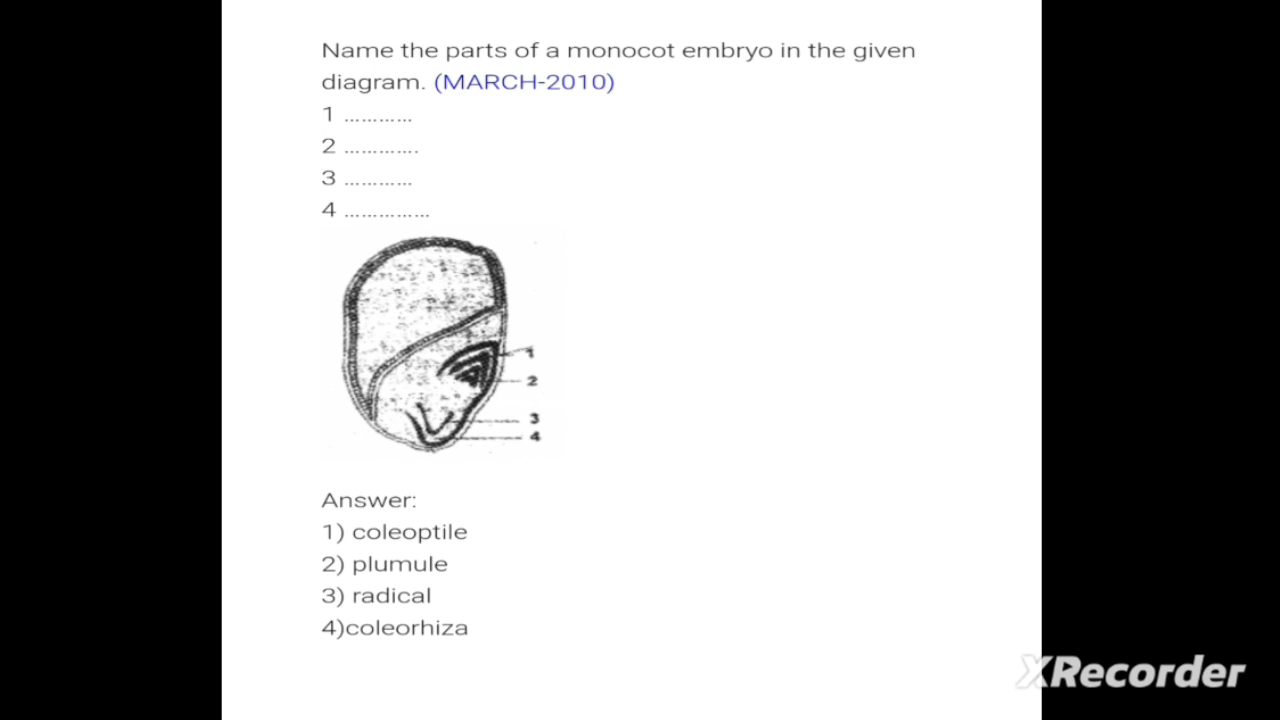 Name the parts of a monocot embryo in the given
diagram. (MARCH-2010)
1 ............
2 .............
3 ............
4 ...............
1
2
3
4
Answer:
1) coleoptile
2) plumule
3) radical
4)coleorhiza
XRecorder